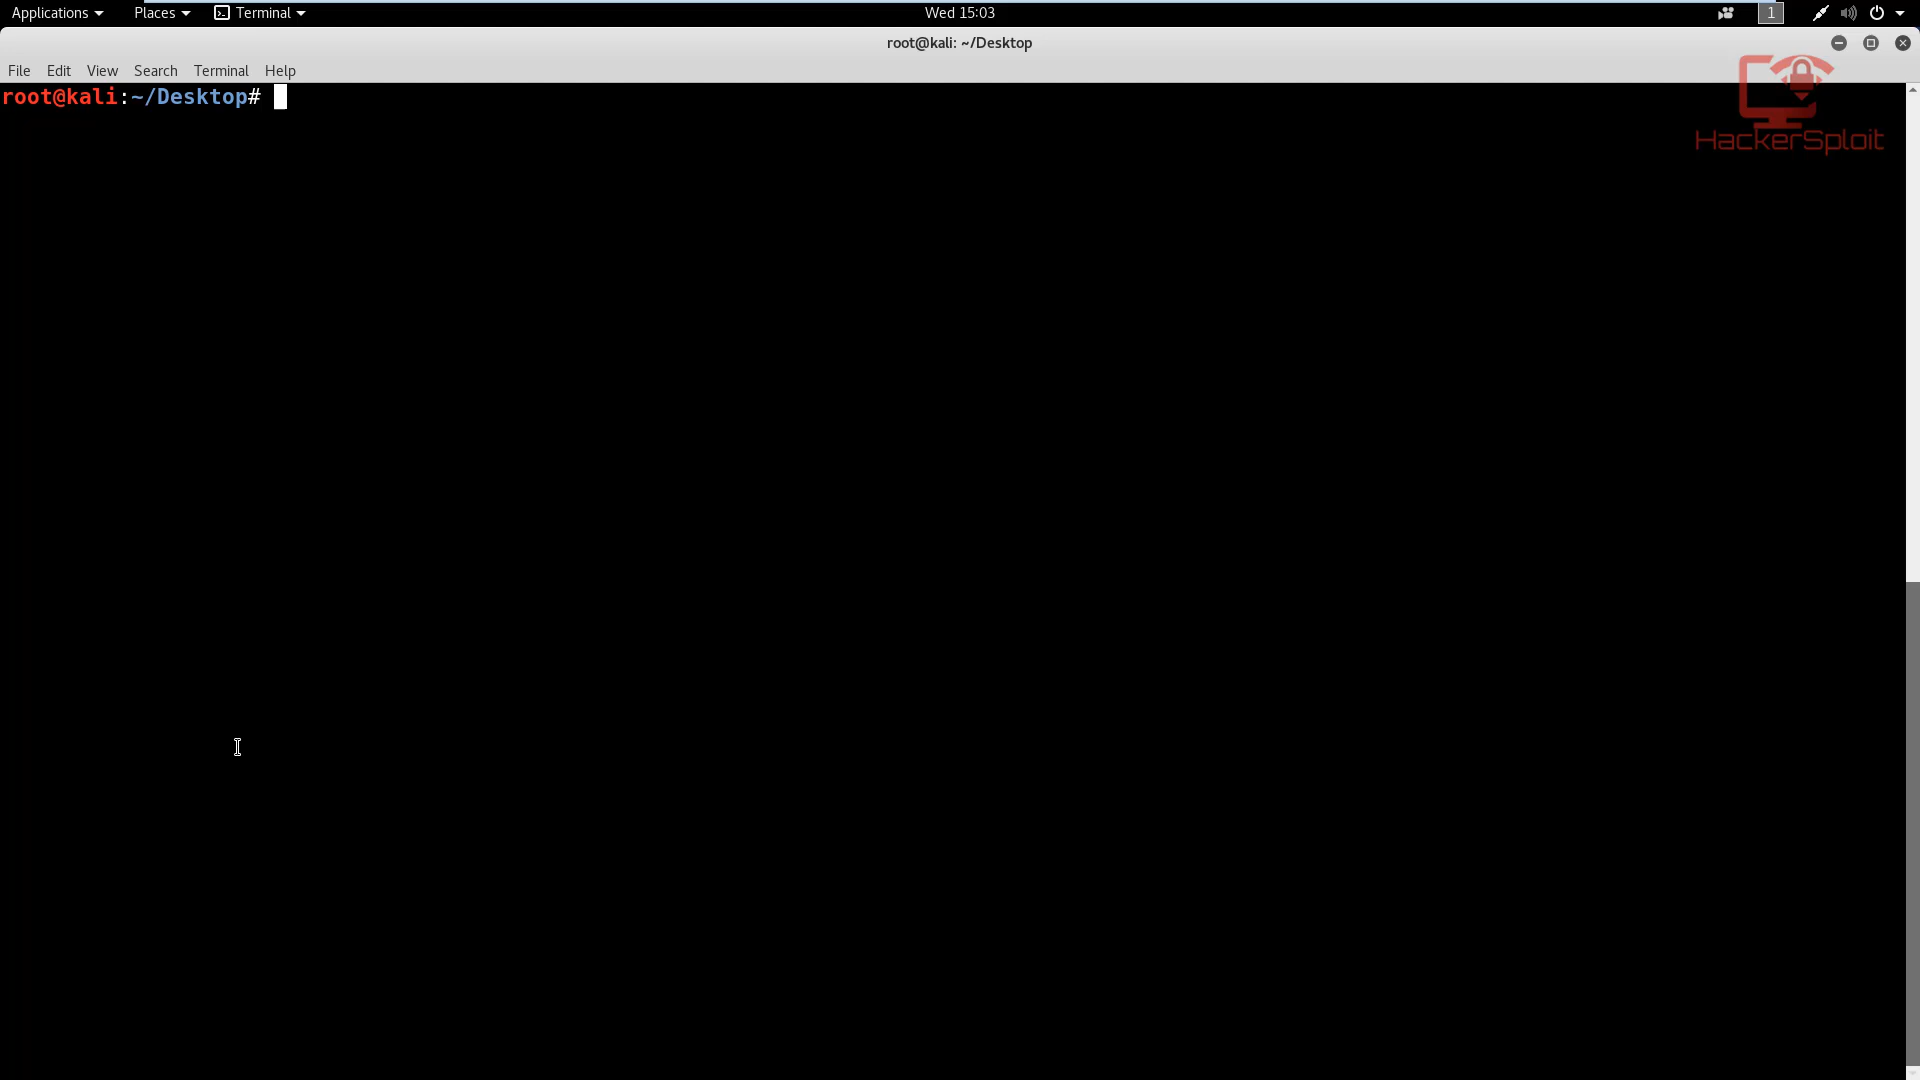 Applications Places Terminal Wed 15:03 1
root@kali: ~/Desktop
File Edit View Search Terminal Help
root@kali:~/Desktop#
HackerSploit